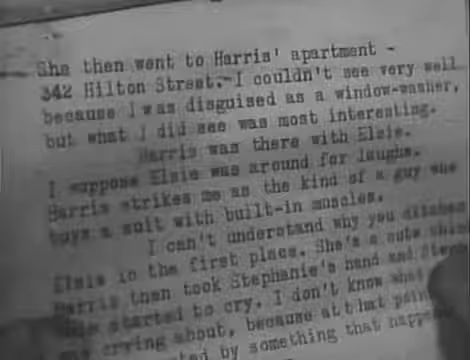 She then went to Harris' apartment -
342 Hilton Street. I couldn't see very well
because I was disguised as a window-washer,
but what I did see was most interesting.
Harris was there with Elsie.
I suppose Elsie was around for laughs.
Harris strikes me as the kind of a guy who
buys a suit with built-in muscles.
I can't understand why you ditched
Elsie in the first place. She's a cute
Harris then took Stephanie's hand and
started to cry. I don't know what
was crying about, because at that point
by something that